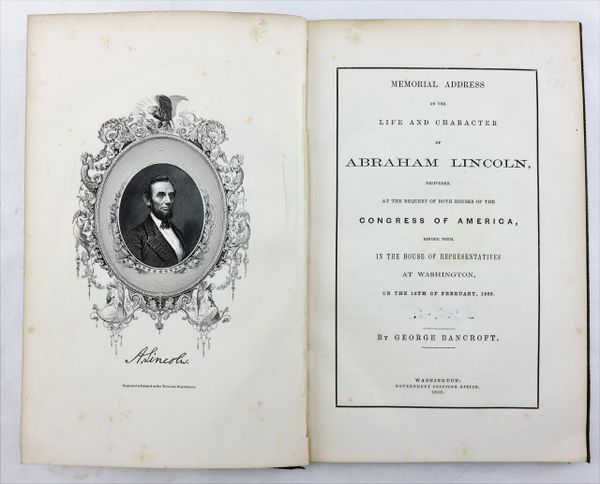 A. Lincoln.
Engraved & Printed at the Treasury Department.
MEMORIAL ADDRESS
ON THE
LIFE AND CHARACTER
OF
ABRAHAM LINCOLN,
DELIVERED,
AT THE REQUEST OF BOTH HOUSES OF THE
CONGRESS OF AMERICA,
BEFORE THEM,
IN THE HOUSE OF REPRESENTATIVES
AT WASHINGTON,
ON THE 12TH OF FEBRUARY, 1866.
BY GEORGE BANCROFT.
WASHINGTON:
GOVERNMENT PRINTING OFFICE.
1866.